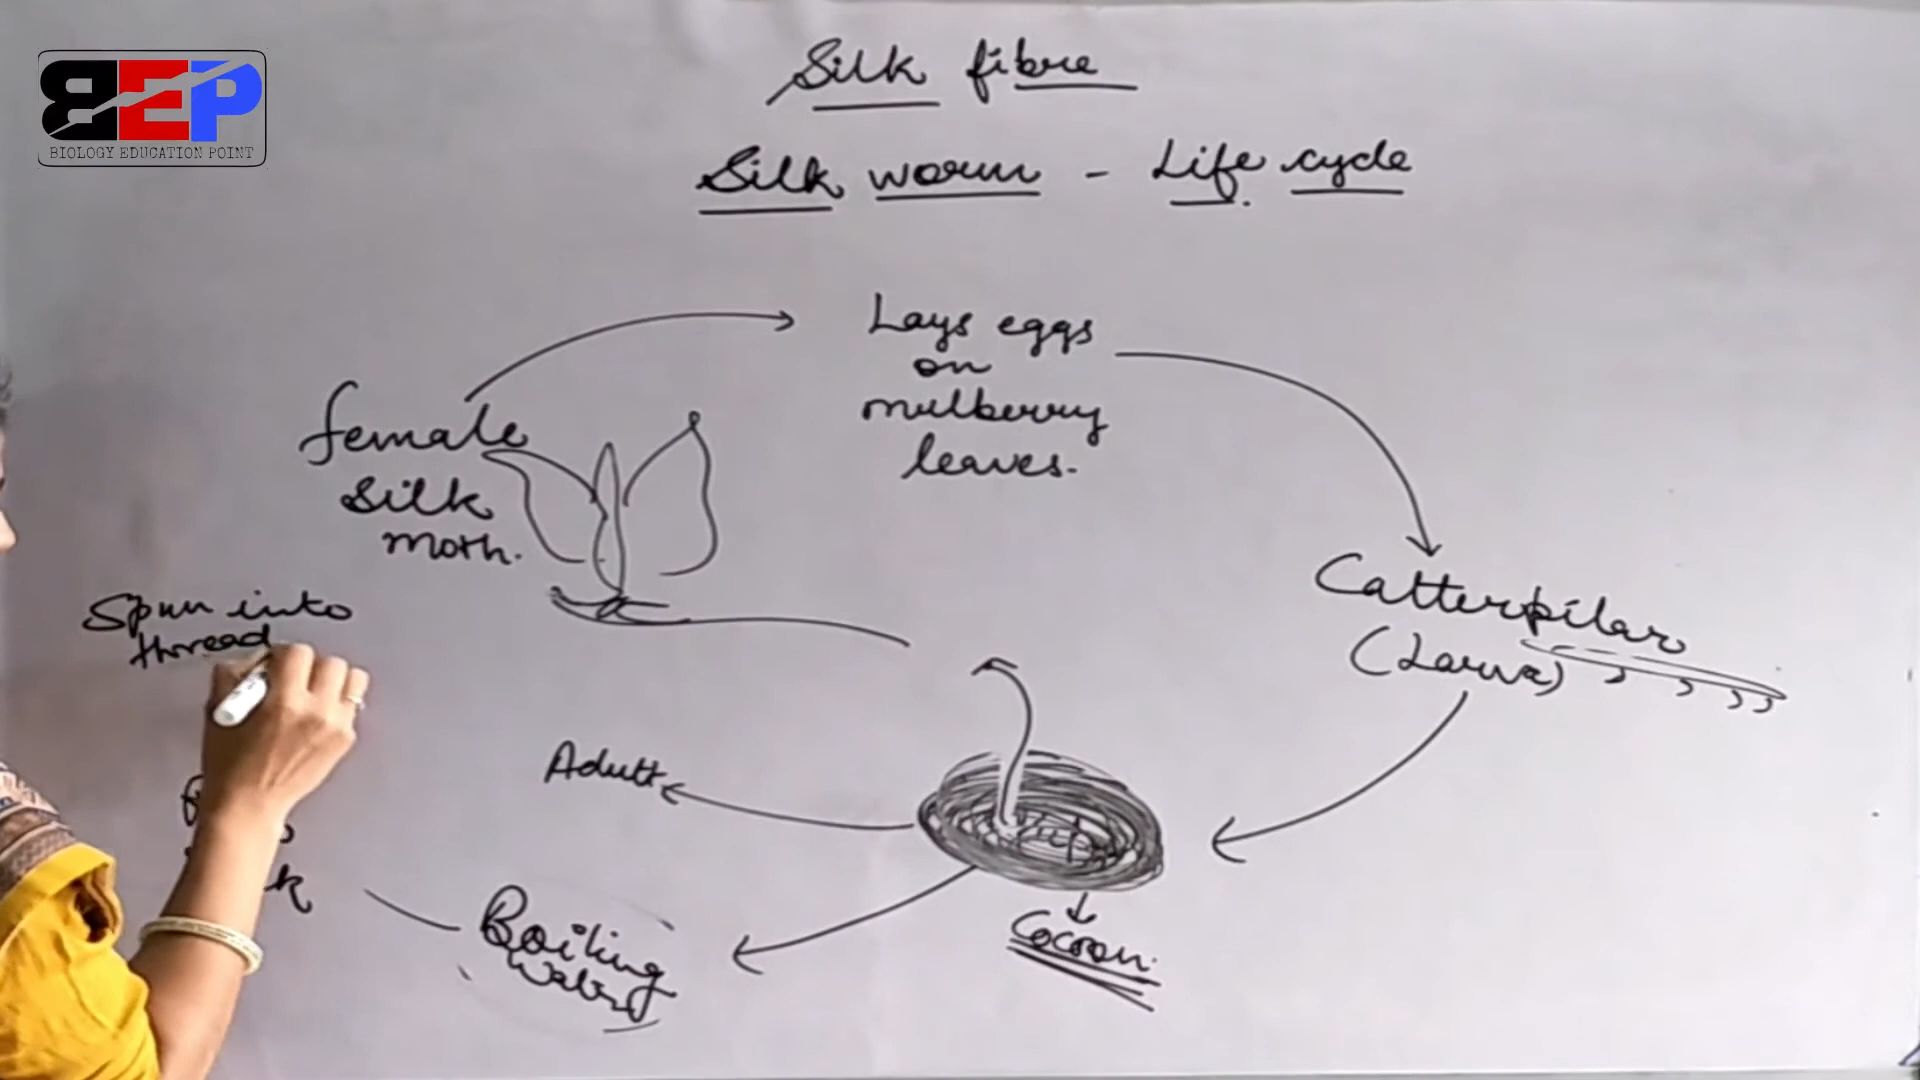 BEP
BIOLOGY EDUCATION POINT
Silk fibre
Silk worm - Life cycle
Lays eggs
on
mulberry
leaves.
female
silk
moth.
Catterpilar
(Larva)
Spun into
thread
Adult
Cocoon.
Boiling
water